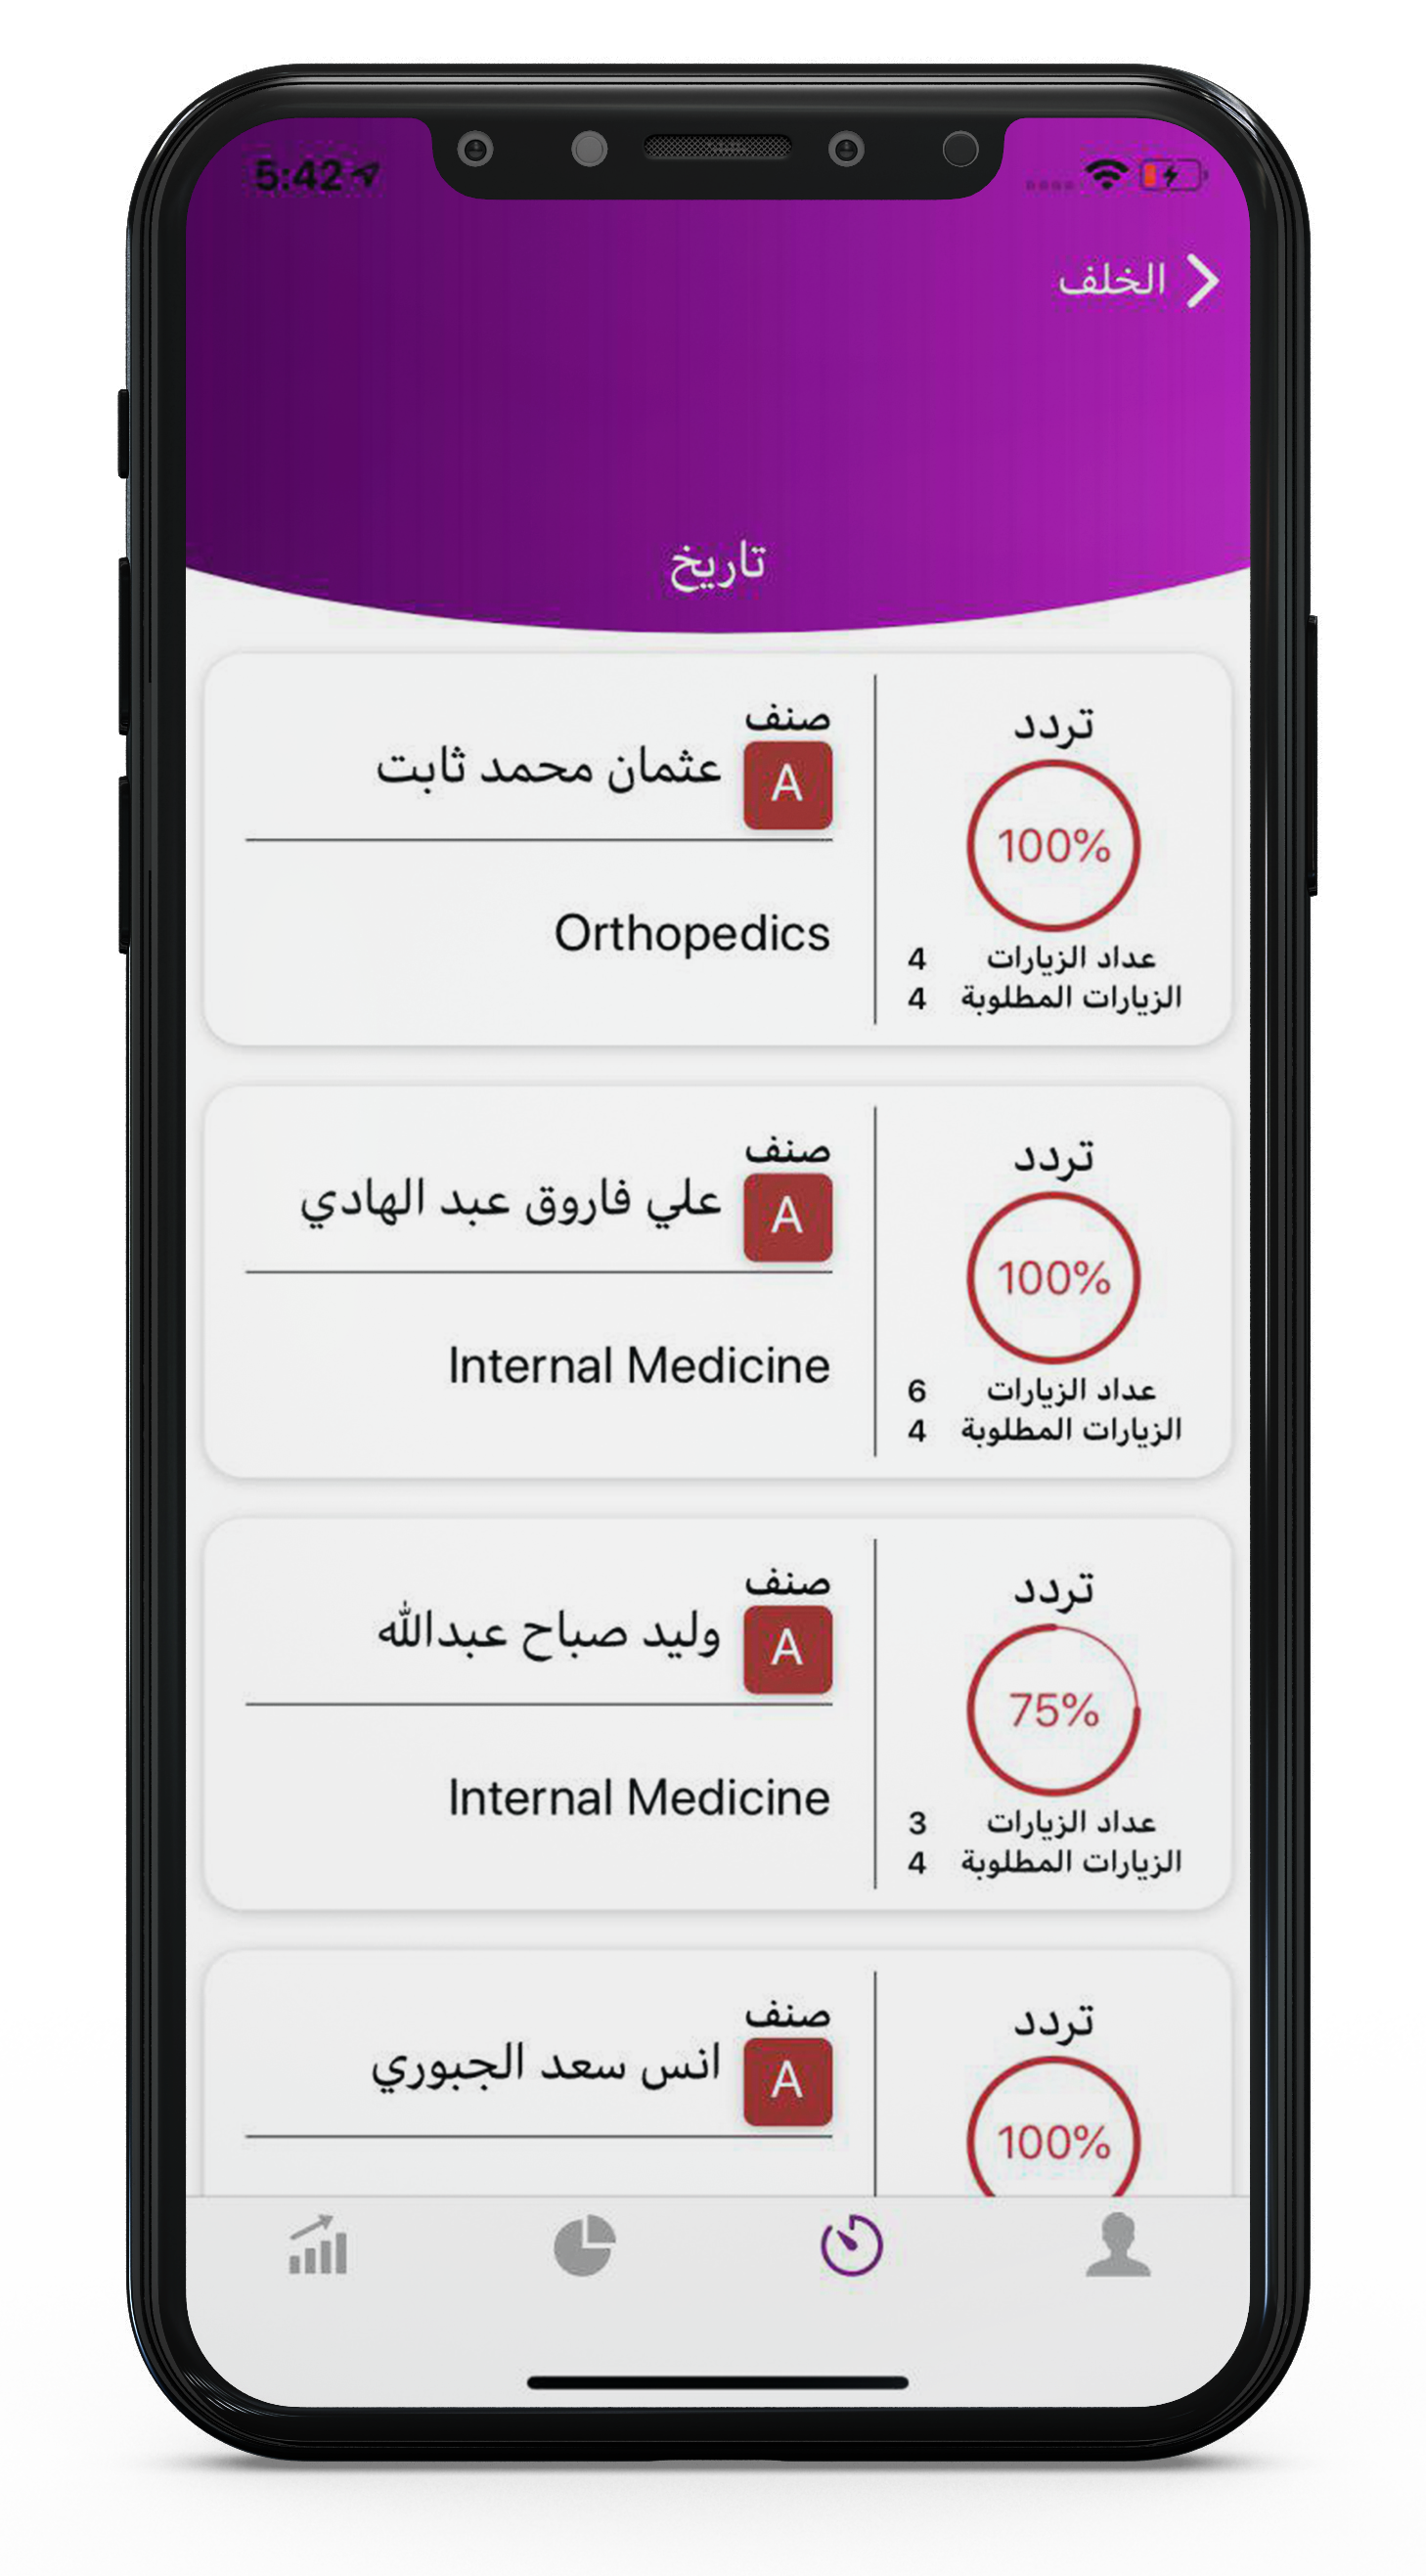 5:42
الخلف
تاريخ
تردد
100%
عداد الزيارات 4
الزيارات المطلوبة 4
صنف
A
عثمان محمد ثابت
Orthopedics
تردد
100%
عداد الزيارات 6
الزيارات المطلوبة 4
صنف
A
علي فاروق عبد الهادي
Internal Medicine
تردد
75%
عداد الزيارات 3
الزيارات المطلوبة 4
صنف
A
وليد صباح عبدالله
Internal Medicine
تردد
100%
صنف
A
انس سعد الجبوري